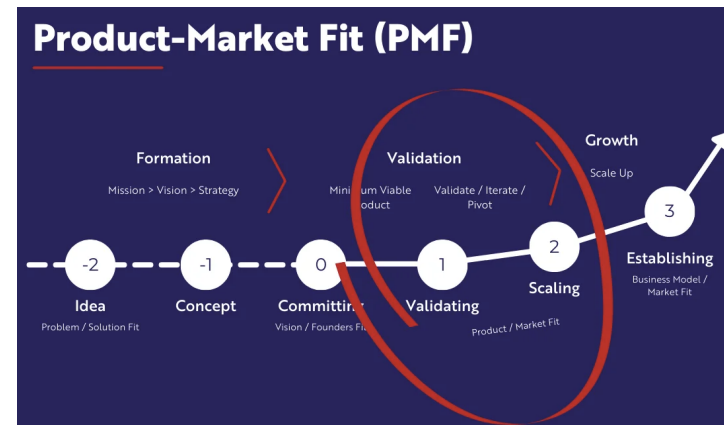 Product-Market Fit (PMF)
Formation
Validation
Growth
Mission > Vision > Strategy
Validate / Iterate /
Pivot
Scale Up
-2
-1
0
1
2
3
Idea
Problem / Solution Fit
Concept
Committing
Vision / Founders
Validating
Scaling
Product / Market Fit
Establishing
Business Model /
Market Fit